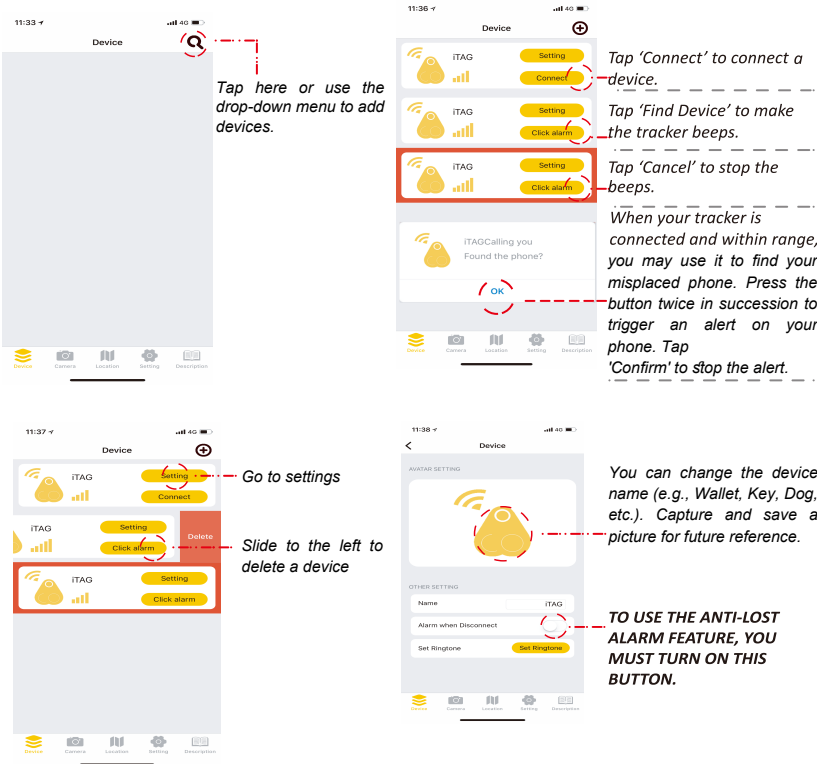 11:33
4G
Device
Tap here or use the
drop-down menu to add
devices.
Device
Camera
Location
Setting
Description
11:36
4G
Device
iTAG
Setting
Connect
iTAG
Setting
Click alarm
iTAG
Setting
Click alarm
iTAGCalling you
Found the phone?
OK
Device
Camera
Location
Setting
Description
Tap ‘Connect’ to connect a
device.
Tap ‘Find Device’ to make
the tracker beeps.
Tap ‘Cancel’ to stop the
beeps.
When your tracker is
connected and within range,
you may use it to find your
misplaced phone. Press the
button twice in succession to
trigger an alert on your
phone. Tap
'Confirm' to stop the alert.
11:37
4G
Device
iTAG
Setting
Connect
iTAG
Setting
Click alarm
Delete
iTAG
Setting
Click alarm
Device
Camera
Location
Setting
Description
Go to settings
Slide to the left to
delete a device
11:38
4G
Device
AVATAR SETTING
OTHER SETTING
Name
iTAG
Alarm when Disconnect
Set Ringtone
Set Ringtone
Device
Camera
Location
Setting
Description
You can change the device
name (e.g., Wallet, Key, Dog,
etc.). Capture and save a
picture for future reference.
TO USE THE ANTI-LOST
ALARM FEATURE, YOU
MUST TURN ON THIS
BUTTON.